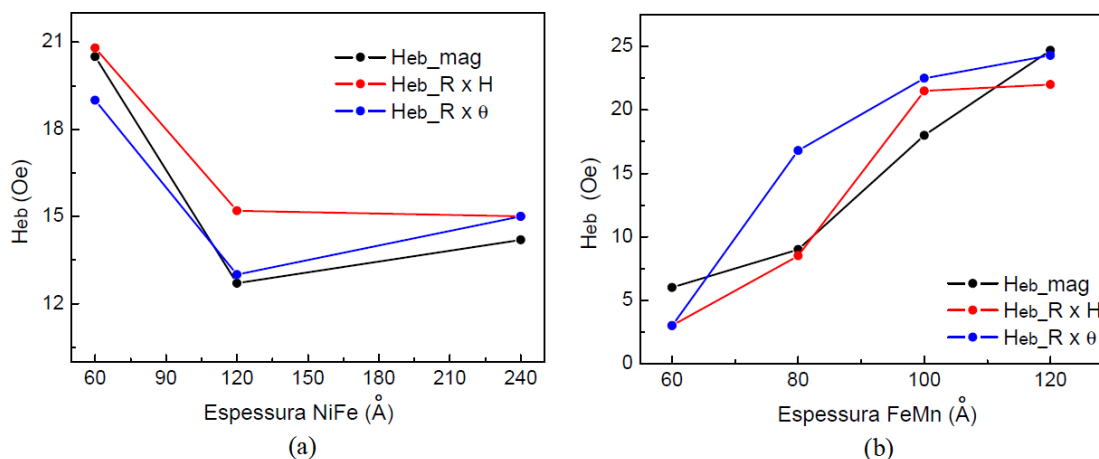 21
18
15
12
Heb (Oe)
Heb_mag
Heb_R x H
Heb_R x θ
60 90 120 150 180 210 240
Espessura NiFe (Å)
(a)
25
20
15
10
5
0
Heb (Oe)
Heb_mag
Heb_R x H
Heb_R x θ
60 80 100 120
Espessura FeMn (Å)
(b)